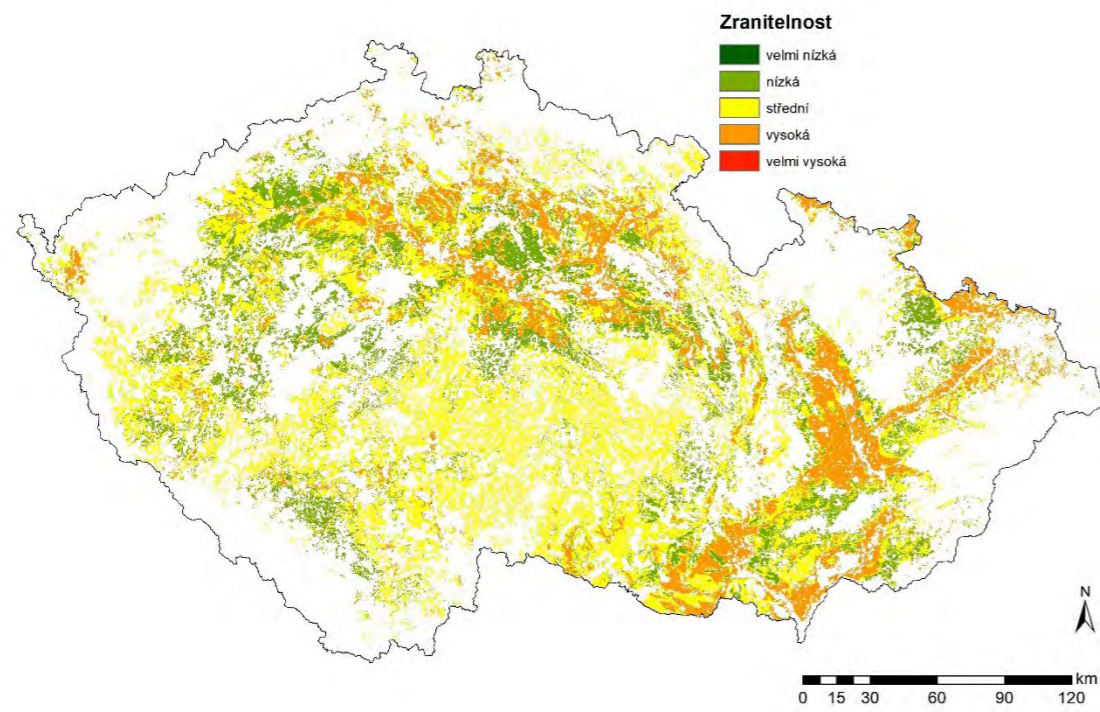 Zranitelnost
velmi nízká
nízká
střední
vysoká
velmi vysoká
N
km
0 15 30 60 90 120